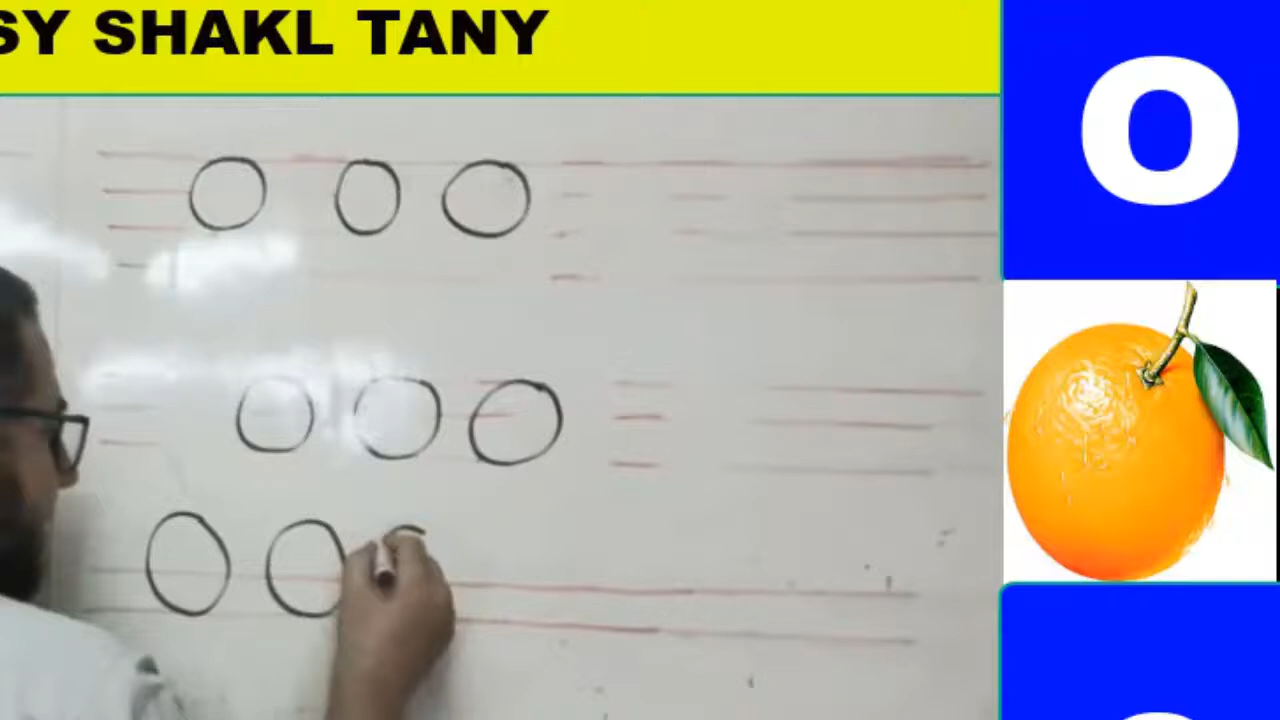 SY SHAKL TANY
O
O O O
O O O
O O